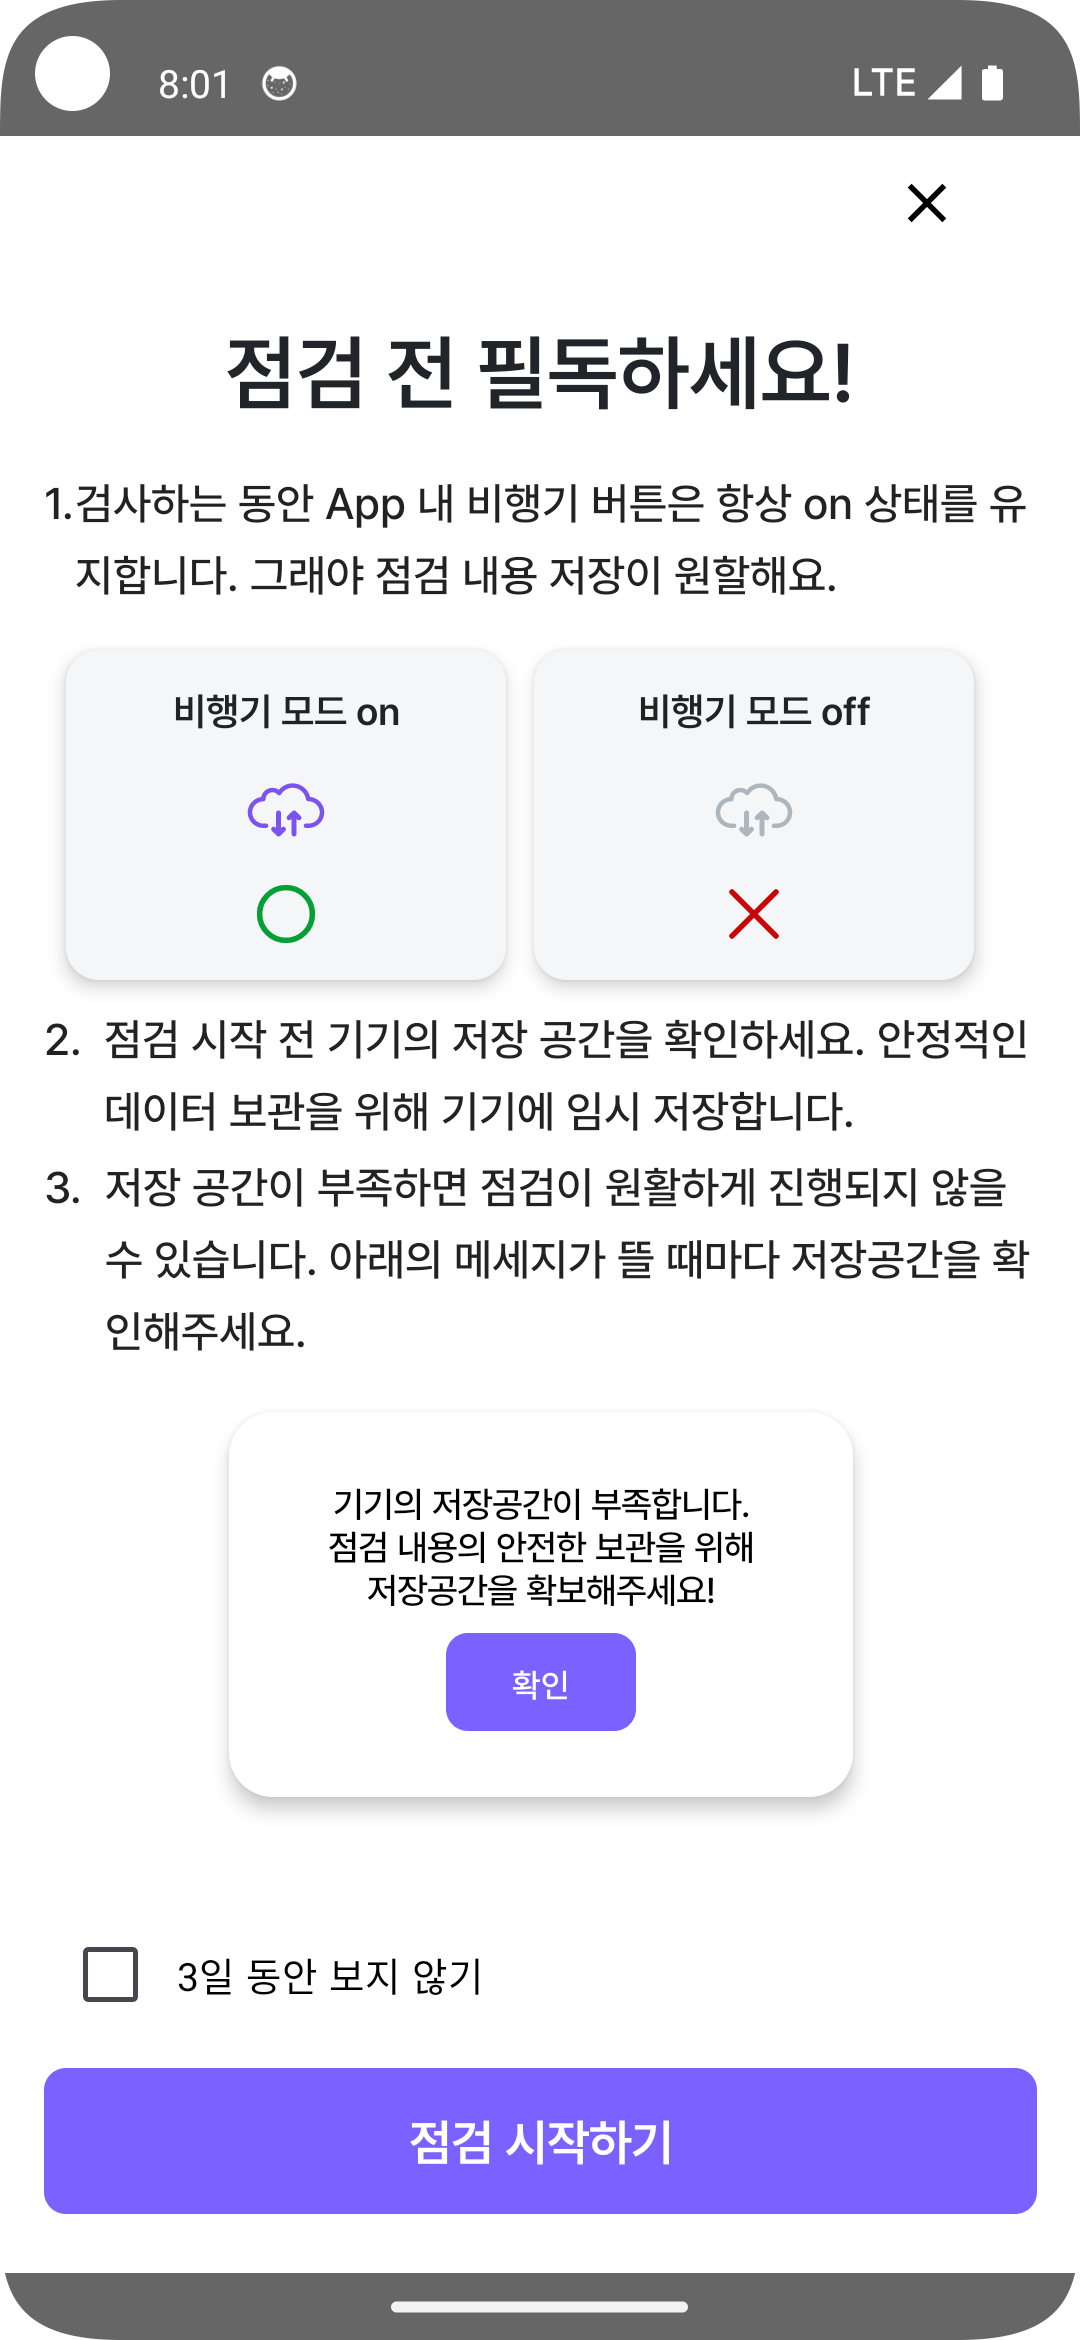 8:01
LTE
점검 전 필독하세요!
1.검사하는 동안 App 내 비행기 버튼은 항상 on 상태를 유
지합니다. 그래야 점검 내용 저장이 원할해요.
비행기 모드 on
비행기 모드 off
2. 점검 시작 전 기기의 저장 공간을 확인하세요. 안정적인
데이터 보관을 위해 기기에 임시 저장합니다.
3. 저장 공간이 부족하면 점검이 원활하게 진행되지 않을
수 있습니다. 아래의 메세지가 뜰 때마다 저장공간을 확
인해주세요.
기기의 저장공간이 부족합니다.
점검 내용의 안전한 보관을 위해
저장공간을 확보해주세요!
확인
3일 동안 보지 않기
점검 시작하기